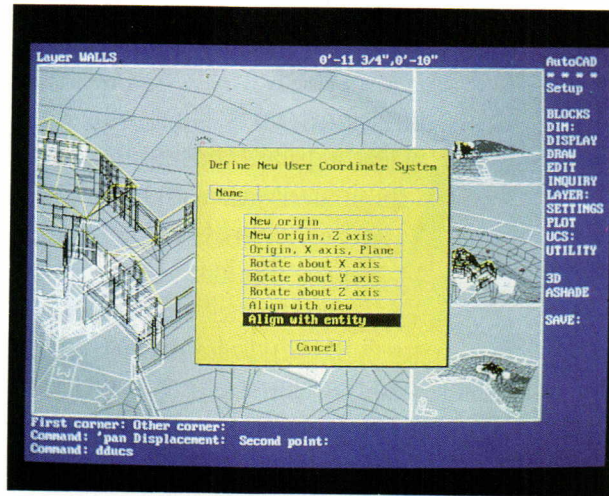 Layer WALLS 0'-11 3/4",0'-10" AutoCAD
* * * *
Setup
BLOCKS
DIM:
DISPLAY
DRAW
EDIT
INQUIRY
LAYER:
SETTINGS
PLOT
UCS:
UTILITY
3D
ASHADE
SAVE:
Define New User Coordinate System
Name
New origin
New origin, Z axis
Origin, X axis, Plane
Rotate about X axis
Rotate about Y axis
Rotate about Z axis
Align with view
Align with entity
Cancel
First corner: Other corner:
Command: 'pan Displacement: Second point:
Command: dducs